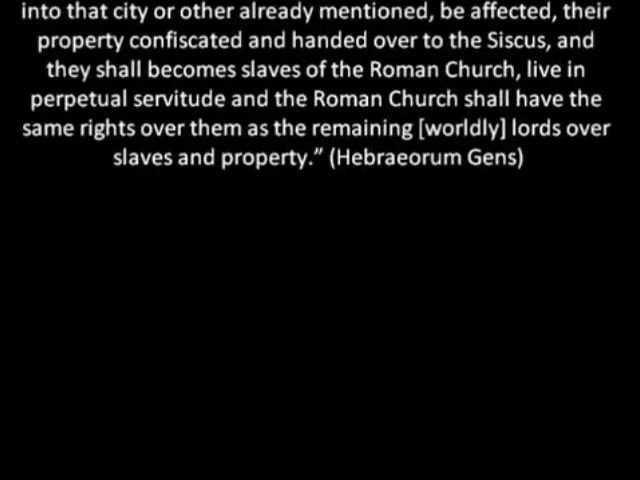 into that city or other already mentioned, be affected, their
property confiscated and handed over to the Siscus, and
they shall becomes slaves of the Roman Church, live in
perpetual servitude and the Roman Church shall have the
same rights over them as the remaining [worldly] lords over
slaves and property.” (Hebraeorum Gens)